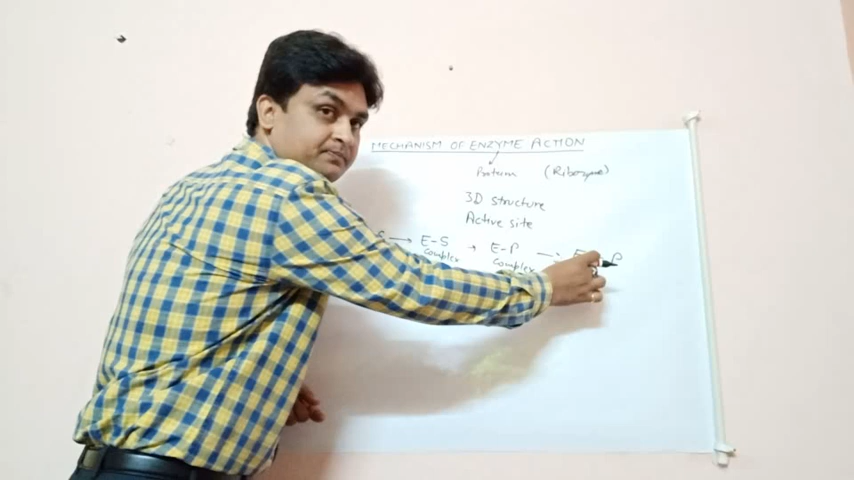 MECHANISM OF ENZYME ACTION
Protein (Ribozyme)
3D structure
Active site
S → E-S → E-P → E P
Complex Complex